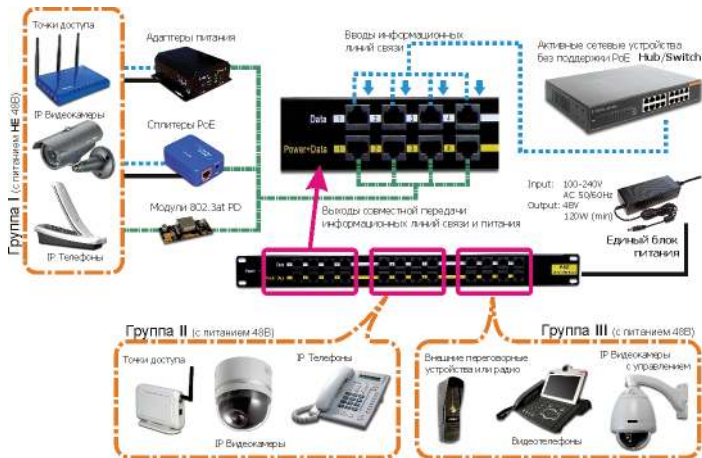 Точки доступа
Адаптеры питания
Вводы информационных
линий связи
Активные сетевые устройства
без поддержки PoE Hub/Switch
IP Видеокамеры
Data 1 2 3 4
Сплитеры PoE
Power+Data
Группа I (с питанием НЕ 48В)
Модули 802.3at PD
Выходы совместной передачи
информационных линий связи и питания
Input: 100-240V
AC 50/60Hz
Output: 48V
120W (min)
Единый блок
питания
IP Телефоны
Группа II (с питанием 48В)
Группа III (с питанием 48В)
Точки доступа
IP Телефоны
IP Видеокамеры
Внешние переговорные
устройства или радио
IP Видеокамеры
с управлением
Видеотелефоны